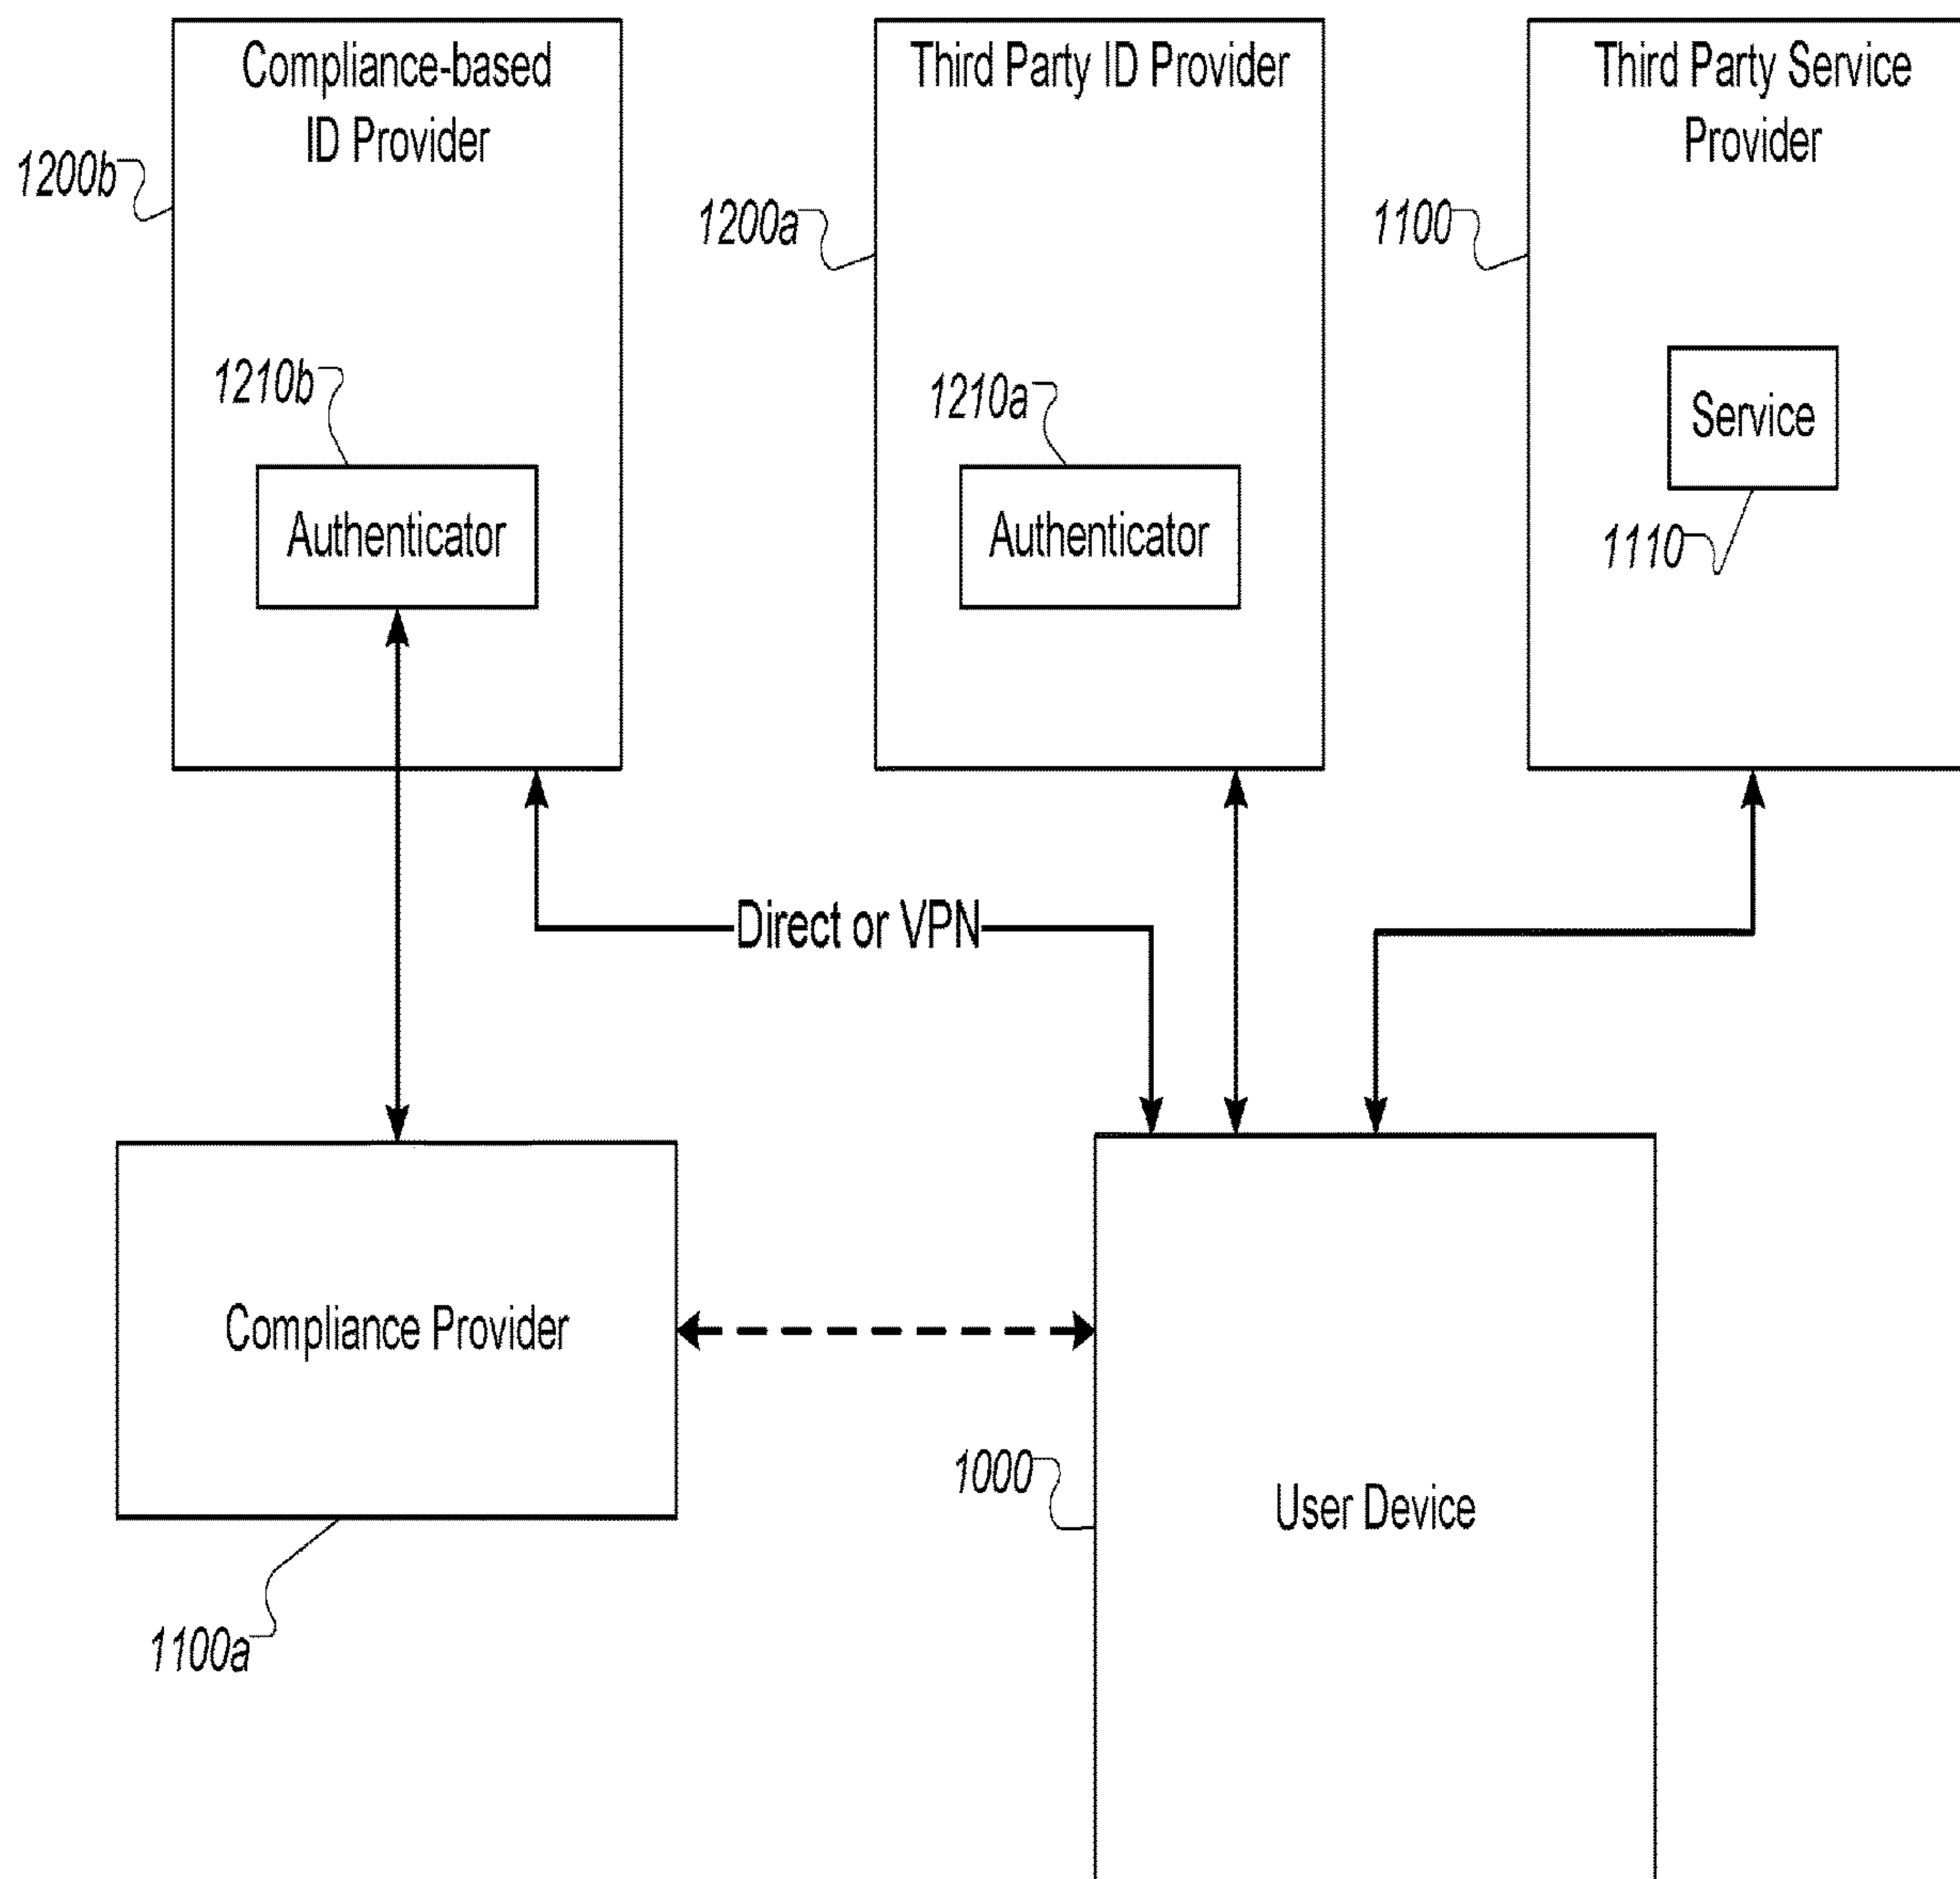 Compliance-based
ID Provider
Third Party ID Provider
Third Party Service
Provider
1200b
1200a
1100
1210b
1210a
Service
Authenticator
Authenticator
1110
Direct or VPN
Compliance Provider
1000
User Device
1100a